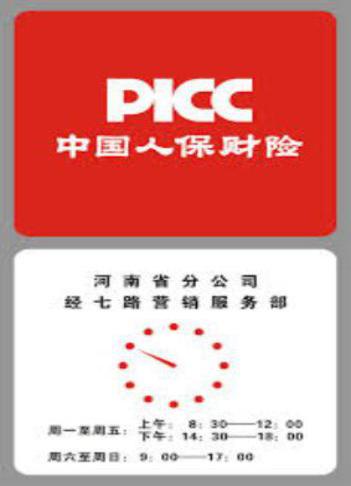 PICC
中国人保财险
河南省分公司
经七路营销服务部
周一至周五：上午：8：30——12：00
下午：14：30——18：00
周六至周日：9：00——17：00